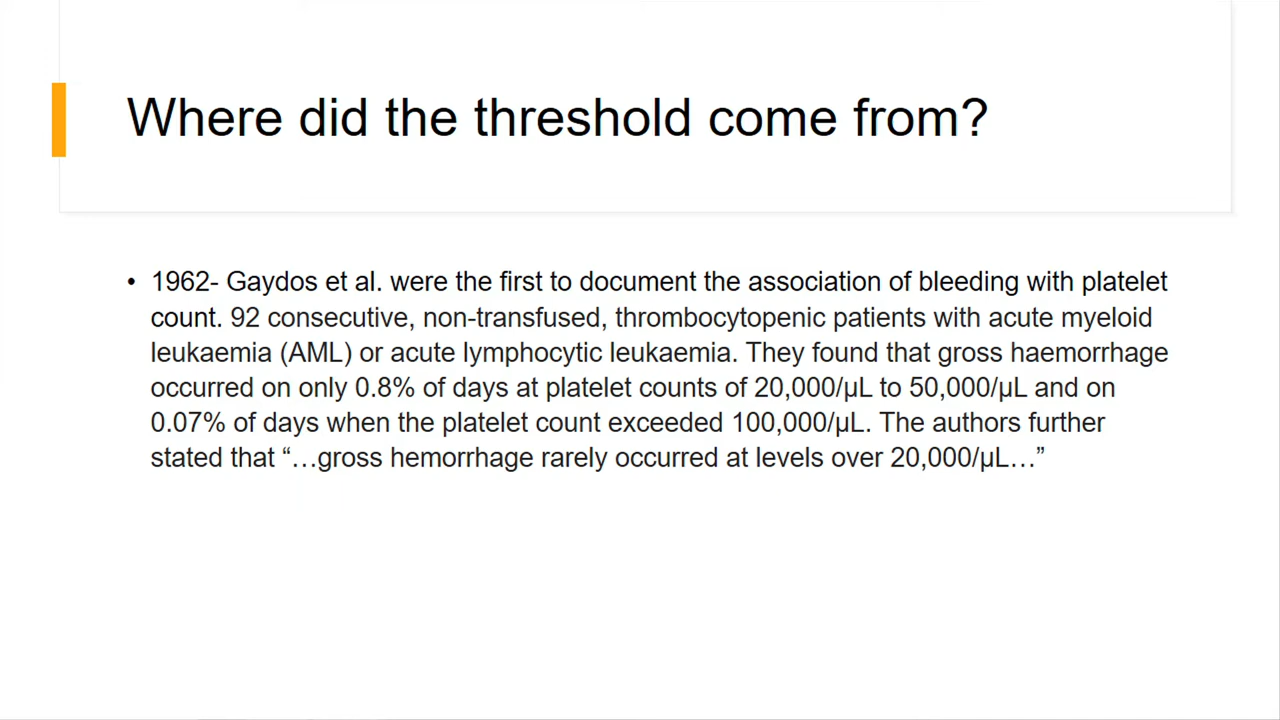 Where did the threshold come from?
• 1962- Gaydos et al. were the first to document the association of bleeding with platelet
count. 92 consecutive, non-transfused, thrombocytopenic patients with acute myeloid
leukaemia (AML) or acute lymphocytic leukaemia. They found that gross haemorrhage
occurred on only 0.8% of days at platelet counts of 20,000/µL to 50,000/µL and on
0.07% of days when the platelet count exceeded 100,000/µL. The authors further
stated that “…gross hemorrhage rarely occurred at levels over 20,000/µL…”